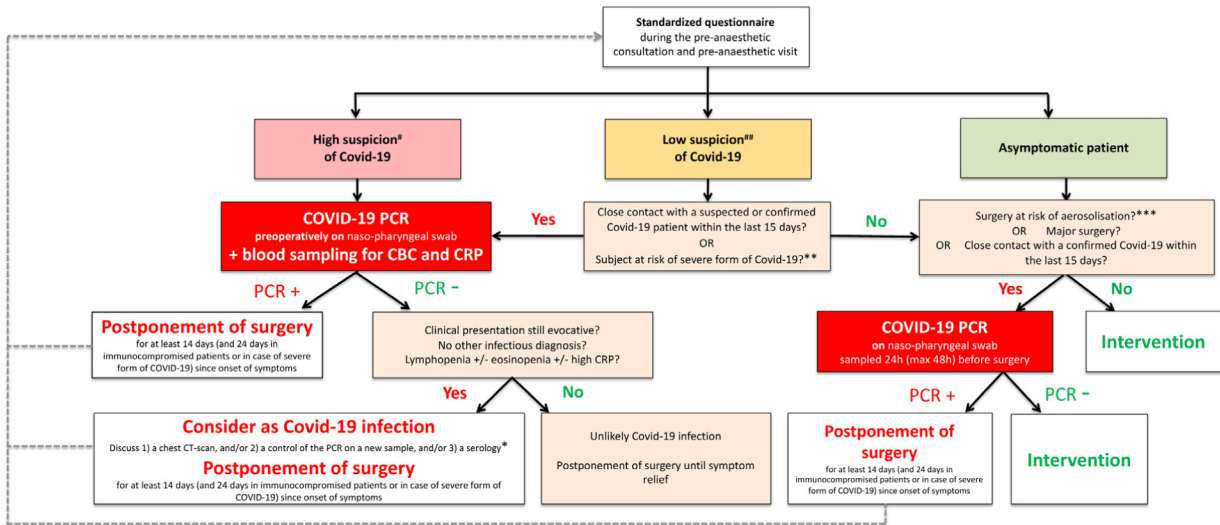 Standardized questionnaire
during the pre-anaesthetic
consultation and pre-anaesthetic visit
High suspicion#
of Covid-19
Low suspicion##
of Covid-19
Asymptomatic patient
COVID-19 PCR
preoperatively on naso-pharyngeal swab
+ blood sampling for CBC and CRP
Yes
Close contact with a suspected or confirmed
Covid-19 patient within the last 15 days?
OR
Subject at risk of severe form of Covid-19?**
No
Surgery at risk of aerosolisation?***
OR Major surgery?
OR Close contact with a confirmed Covid-19 within
the last 15 days?
PCR +
PCR -
Yes
No
Postponement of surgery
for at least 14 days (and 24 days in
immunocompromised patients or in case of severe
form of COVID-19) since onset of symptoms
Clinical presentation still evocative?
No other infectious diagnosis?
Lymphopenia +/- eosinopenia +/- high CRP?
COVID-19 PCR
on naso-pharyngeal swab
sampled 24h (max 48h) before surgery
Intervention
Yes
No
PCR +
PCR -
Consider as Covid-19 infection
Discuss 1) a chest CT-scan, and/or 2) a control of the PCR on a new sample, and/or 3) a serology*
Postponement of surgery
for at least 14 days (and 24 days in immunocompromised patients or in case of severe form of
COVID-19) since onset of symptoms
Unlikely Covid-19 infection
Postponement of surgery until symptom
relief
Postponement of
surgery
for at least 14 days (and 24 days in
immunocompromised patients or in case of severe
form of COVID-19) since onset of symptoms
Intervention